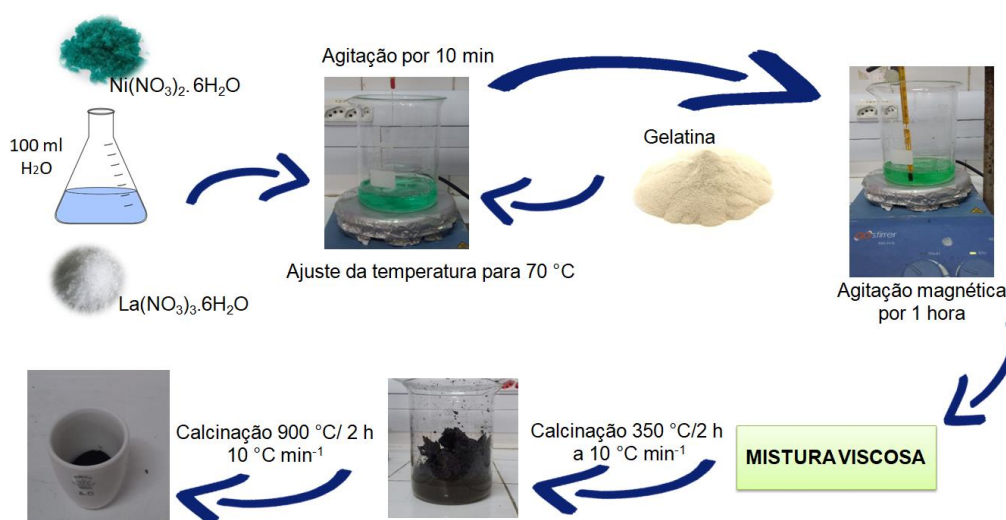 Ni(NO₃)₂.6H₂O
100 ml
H₂O
La(NO₃)₃.6H₂O
Agitação por 10 min
Ajuste da temperatura para 70 °C
Gelatina
Agitação magnética
por 1 hora
MISTURA VISCOSA
Calcinação 350 °C/2 h
a 10 °C min⁻¹
Calcinação 900 °C/ 2 h
10 °C min⁻¹